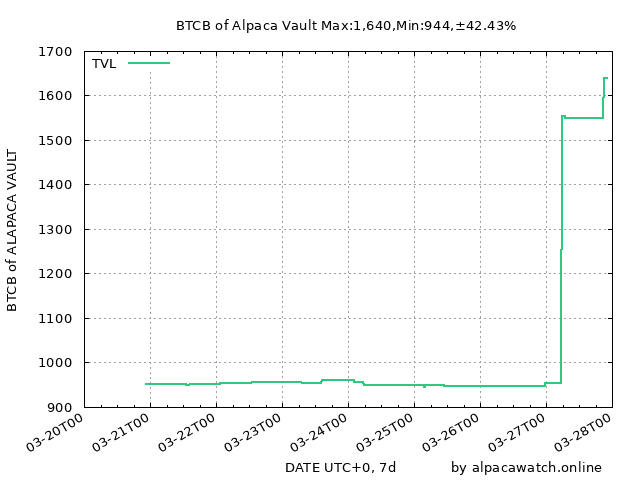 BTCB of Alpaca Vault Max:1,640,Min:944,±42.43%
TVL
1700
1600
1500
1400
1300
1200
1100
1000
900
BTCB of ALAPACA VAULT
03-20T00
03-21T00
03-22T00
03-23T00
03-24T00
03-25T00
03-26T00
03-27T00
03-28T00
DATE UTC+0, 7d
by alpacawatch.online